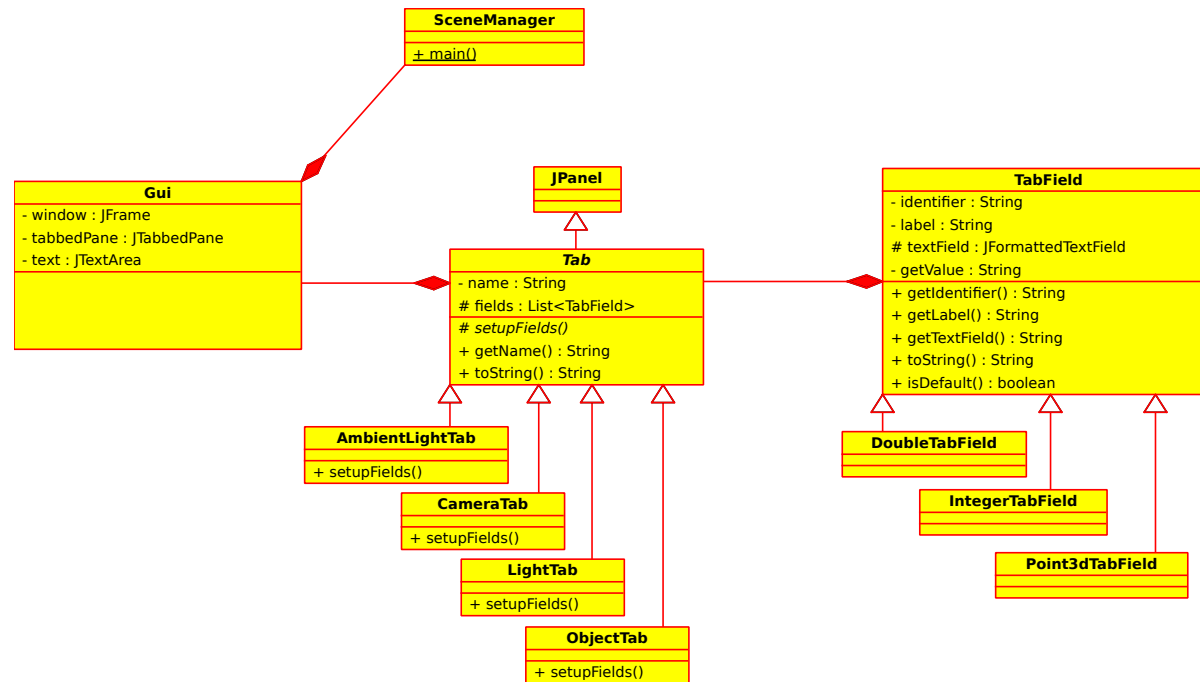 SceneManager
+ main()
Gui
- window : JFrame
- tabbedPane : JTabbedPane
- text : JTextArea
JPanel
Tab
- name : String
# fields : List<TabField>
# setupFields()
+ getName() : String
+ toString() : String
TabField
- identifier : String
- label : String
# textField : JFormattedTextField
- getValue : String
+ getIdentifier() : String
+ getLabel() : String
+ getTextField() : String
+ toString() : String
+ isDefault() : boolean
AmbientLightTab
+ setupFields()
CameraTab
+ setupFields()
LightTab
+ setupFields()
ObjectTab
+ setupFields()
DoubleTabField
IntegerTabField
Point3dTabField